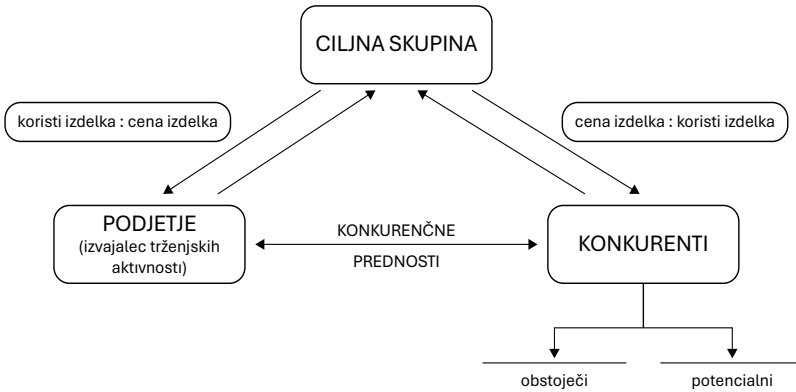 CILJNA SKUPINA
koristi izdelka : cena izdelka
cena izdelka : koristi izdelka
PODJETJE
(izvajalec trženjskih
aktivnosti)
KONKURENČNE
PREDNOSTI
KONKURENTI
obstoječi
potencialni